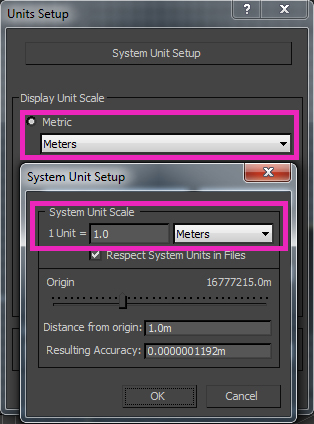 Units Setup
?
System Unit Setup
Display Unit Scale
Metric
Meters
System Unit Setup
System Unit Scale
1 Unit = 1.0 Meters
Respect System Units in Files
Origin 16777215.0m
Distance from origin: 1.0m
Resulting Accuracy: 0.0000001192m
OK Cancel